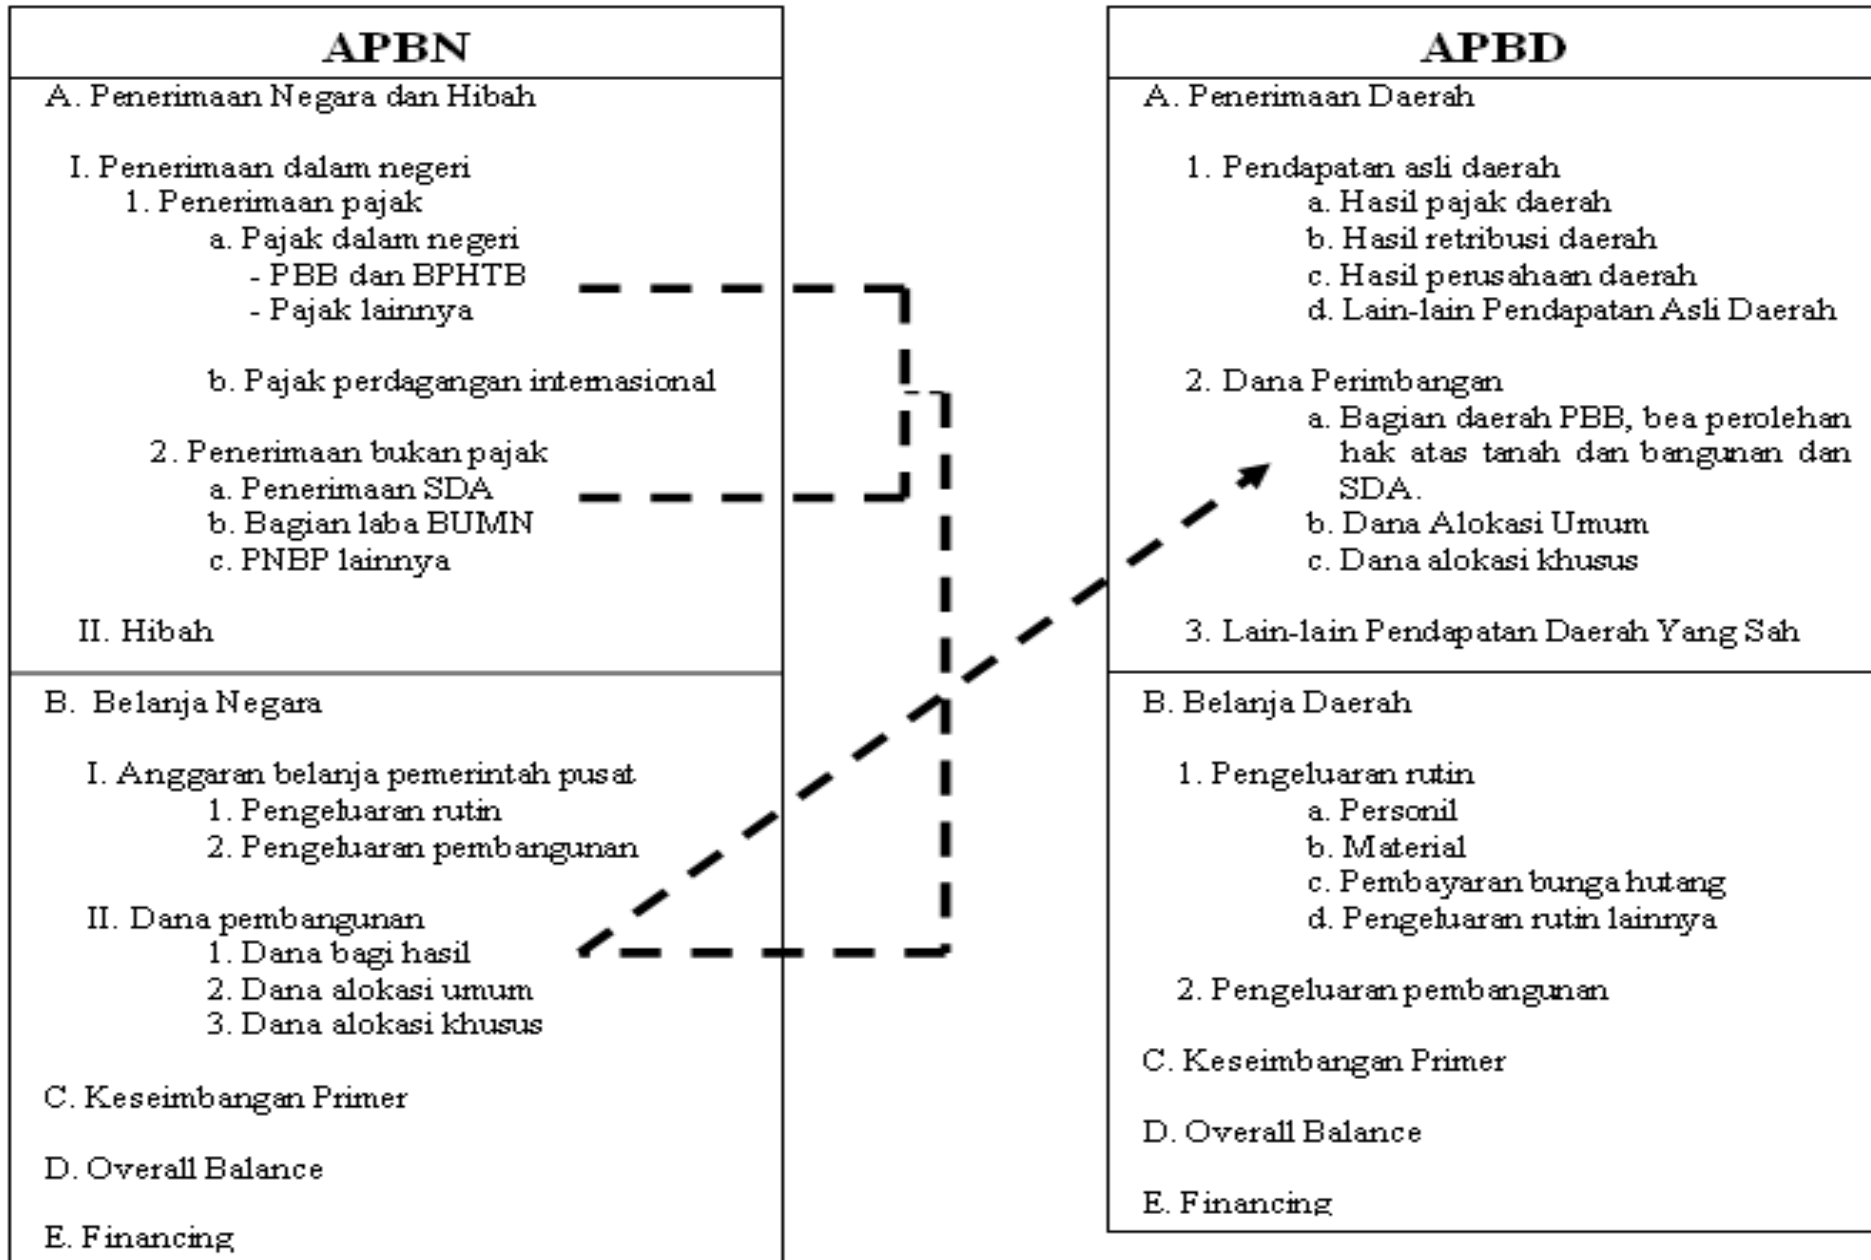 APBN
A. Penerimaan Negara dan Hibah
I. Penerimaan dalam negeri
1. Penerimaan pajak
a. Pajak dalam negeri
- PBB dan BPHTB
- Pajak lainnya
b. Pajak perdagangan internasional
2. Penerimaan bukan pajak
a. Penerimaan SDA
b. Bagian laba BUMN
c. PNBP lainnya
II. Hibah
B. Belanja Negara
I. Anggaran belanja pemerintah pusat
1. Pengeluaran rutin
2. Pengeluaran pembangunan
II. Dana pembangunan
1. Dana bagi hasil
2. Dana alokasi umum
3. Dana alokasi khusus
C. Keseimbangan Primer
D. Overall Balance
E. Financing
APBD
A. Penerimaan Daerah
1. Pendapatan asli daerah
a. Hasil pajak daerah
b. Hasil retribusi daerah
c. Hasil perusahaan daerah
d. Lain-lain Pendapatan Asli Daerah
2. Dana Perimbangan
a. Bagian daerah PBB, bea perolehan
hak atas tanah dan bangunan dan
SDA.
b. Dana Alokasi Umum
c. Dana alokasi khusus
3. Lain-lain Pendapatan Daerah Yang Sah
B. Belanja Daerah
1. Pengeluaran rutin
a. Personil
b. Material
c. Pembayaran bunga hutang
d. Pengeluaran rutin lainnya
2. Pengeluaran pembangunan
C. Keseimbangan Primer
D. Overall Balance
E. Financing